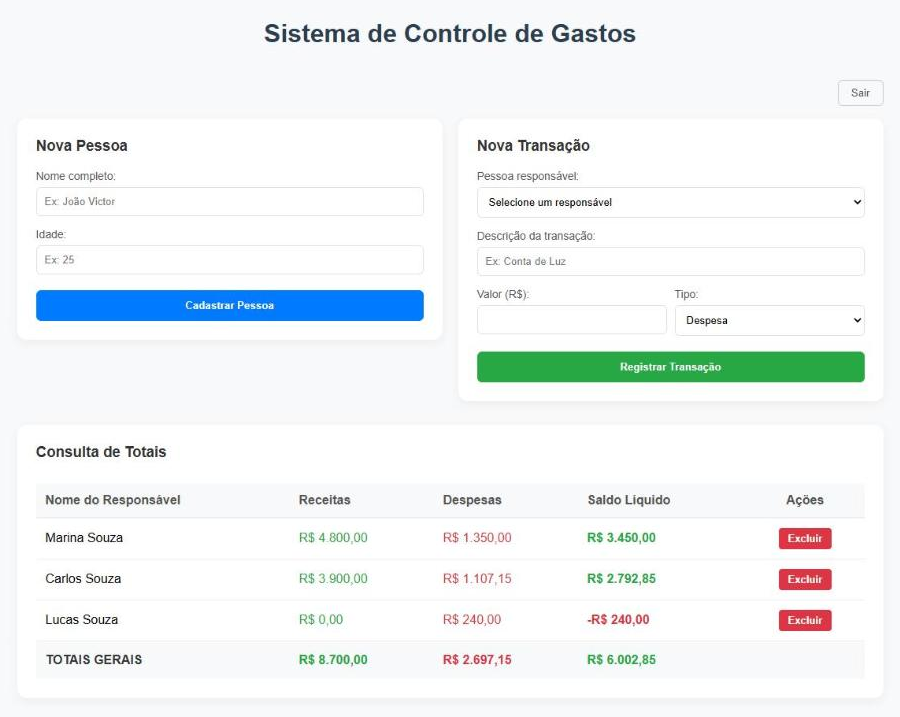 Sistema de Controle de Gastos
Sair
Nova Pessoa
Nome completo:
Ex: João Victor
Idade:
Ex: 25
Cadastrar Pessoa
Nova Transação
Pessoa responsável:
Selecione um responsável
Descrição da transação:
Ex: Conta de Luz
Valor (R$): Tipo:
Despesa
Registrar Transação
Consulta de Totais
Nome do Responsável Receitas Despesas Saldo Líquido Ações
Marina Souza R$ 4.800,00 R$ 1.350,00 R$ 3.450,00 Excluir
Carlos Souza R$ 3.900,00 R$ 1.107,15 R$ 2.792,85 Excluir
Lucas Souza R$ 0,00 R$ 240,00 -R$ 240,00 Excluir
TOTAIS GERAIS R$ 8.700,00 R$ 2.697,15 R$ 6.002,85